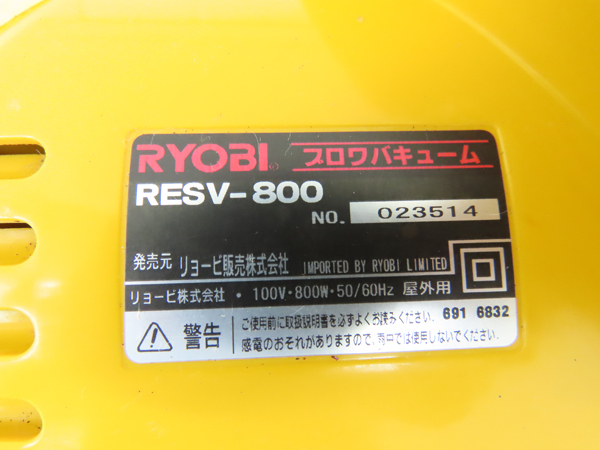 RYOBI® ブロワバキューム
RESV-800
NO. 023514
発売元 リョービ販売株式会社 IMPORTED BY RYOBI LIMITED
リョービ株式会社 ・ 100V・800W・50/60Hz 屋外用
警告 ご使用前に取扱説明書を必ずよくお読みください。 691 6832
感電のおそれがありますので、雨中では使用しないでください。